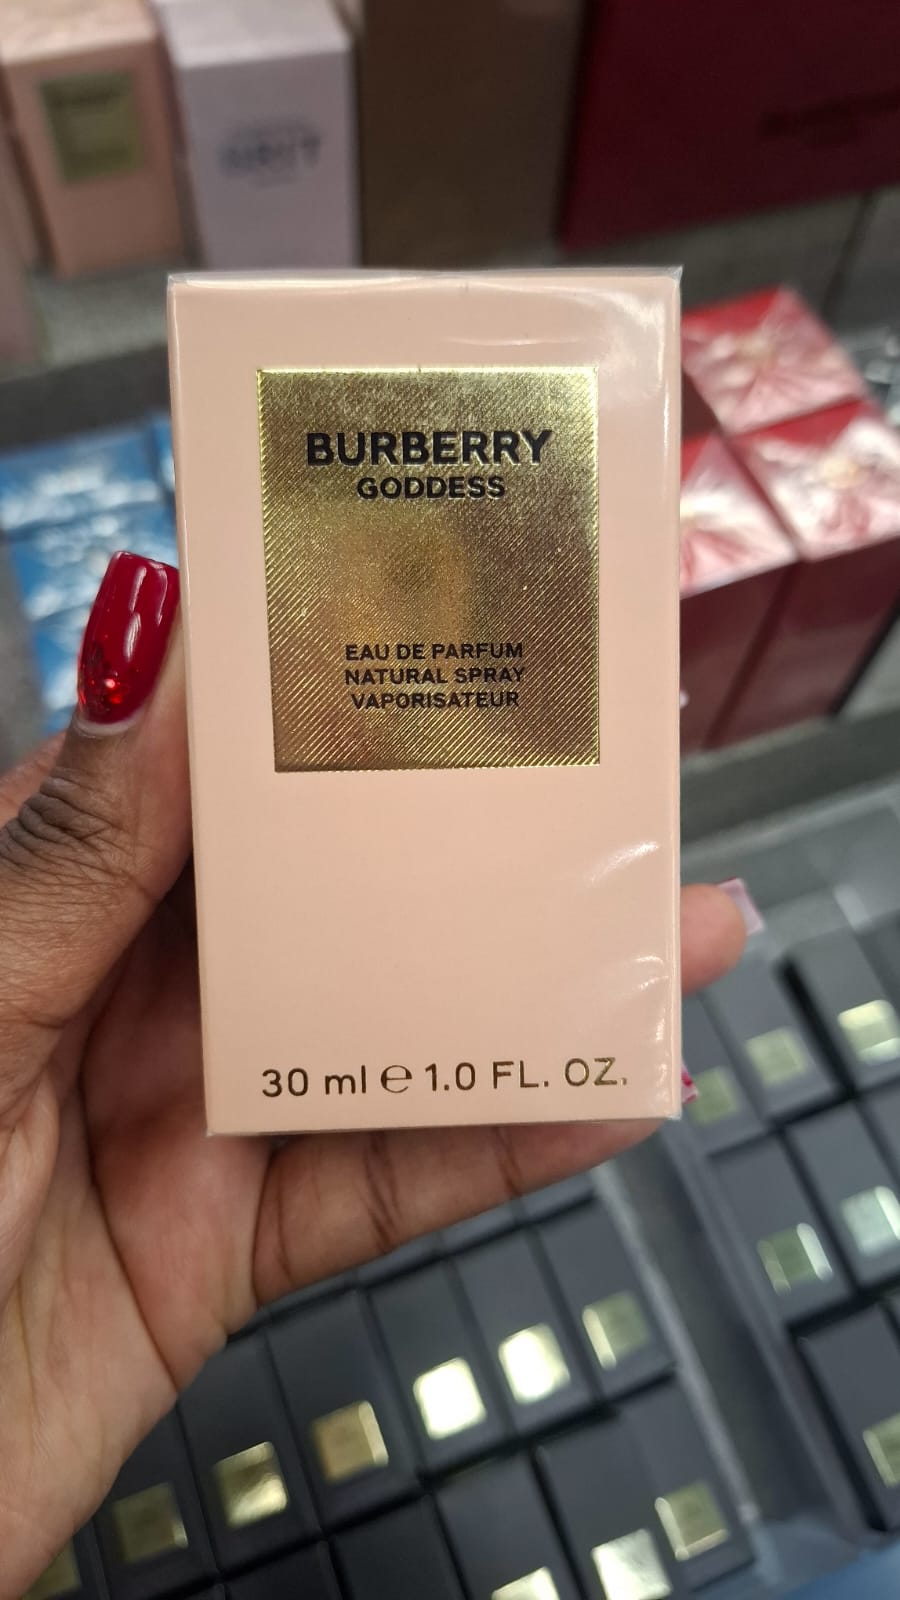 BURBERRY
GODDESS
EAU DE PARFUM
NATURAL SPRAY
VAPORISATEUR
30 ml ℮ 1.0 FL. OZ.